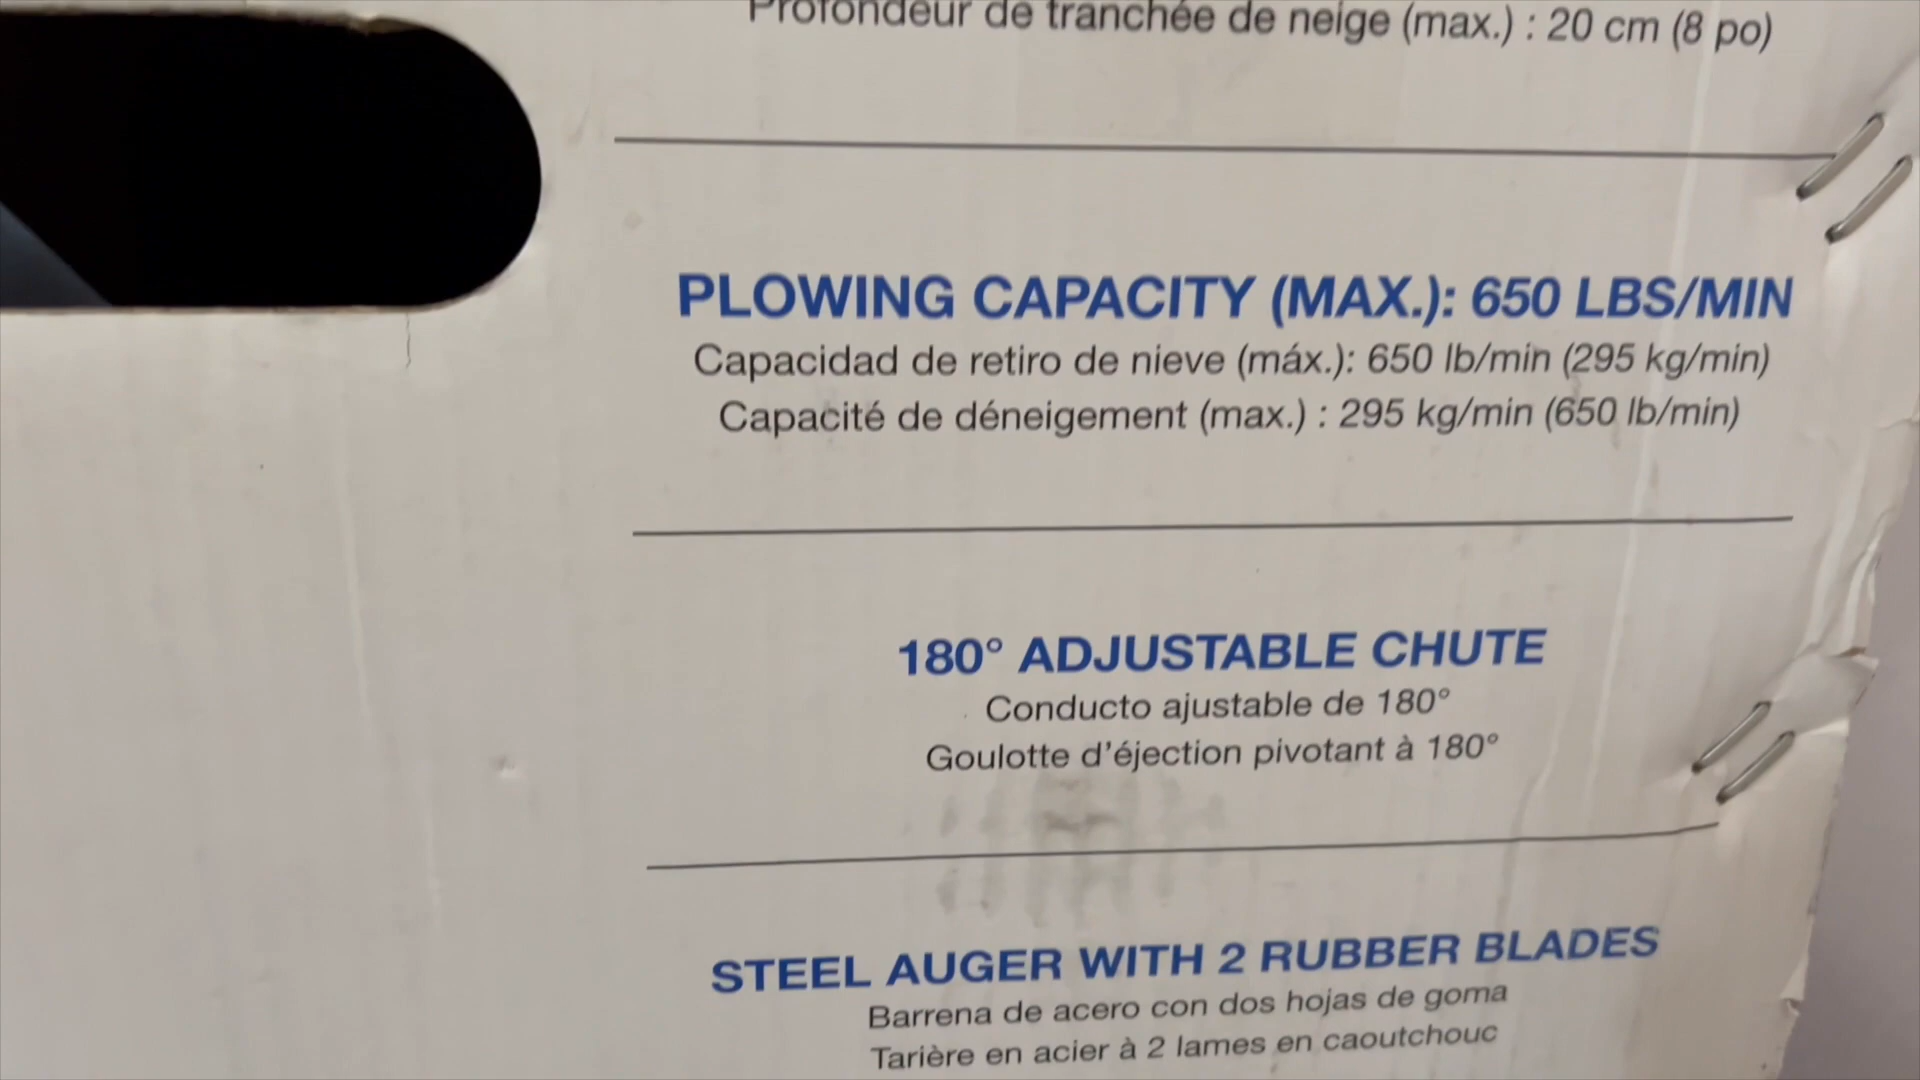 Profondeur de tranchée de neige (max.) : 20 cm (8 po)
PLOWING CAPACITY (MAX.): 650 LBS/MIN
Capacidad de retiro de nieve (máx.): 650 lb/min (295 kg/min)
Capacité de déneigement (max.) : 295 kg/min (650 lb/min)
180° ADJUSTABLE CHUTE
Conducto ajustable de 180°
Goulotte d'éjection pivotant à 180°
STEEL AUGER WITH 2 RUBBER BLADES
Barrena de acero con dos hojas de goma
Tarière en acier à 2 lames en caoutchouc